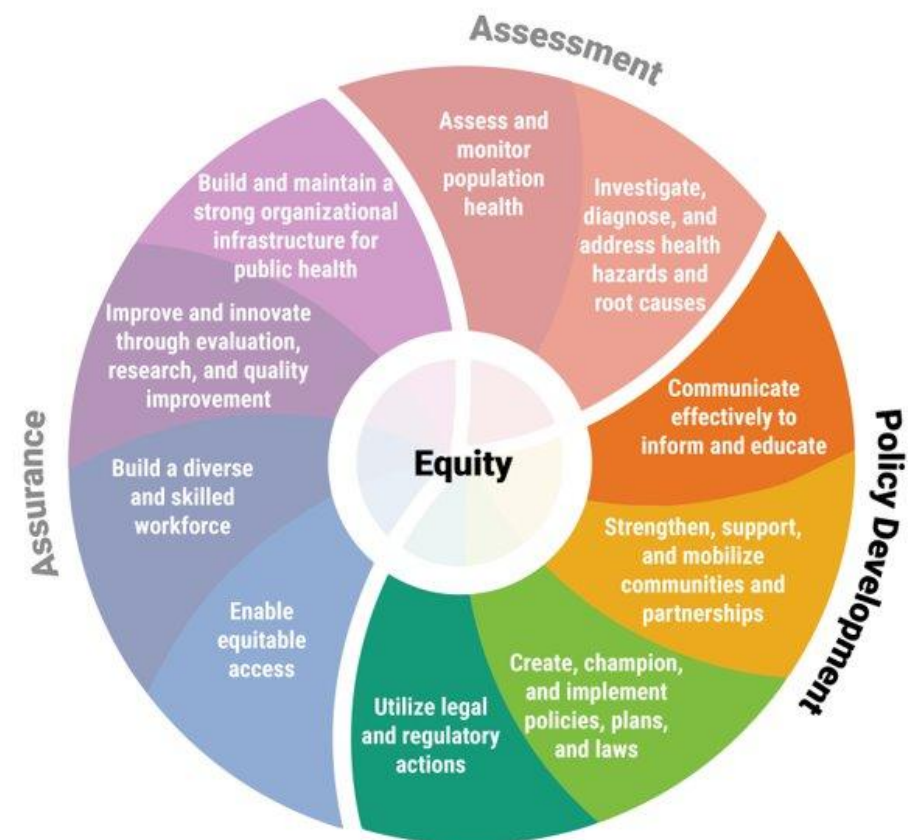 Assessment
Assess and
monitor
population
health
Investigate,
diagnose, and
address health
hazards and
root causes
Policy Development
Communicate
effectively to
inform and educate
Strengthen, support,
and mobilize
communities and
partnerships
Create, champion,
and implement
policies, plans,
and laws
Utilize legal
and regulatory
actions
Assurance
Enable
equitable
access
Build a diverse
and skilled
workforce
Improve and innovate
through evaluation,
research, and quality
improvement
Build and maintain a
strong organizational
infrastructure for
public health
Equity